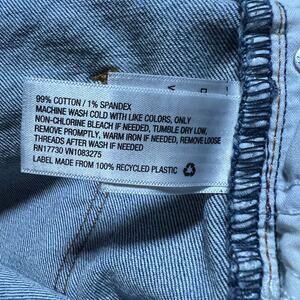 99% COTTON / 1% SPANDEX
MACHINE WASH COLD WITH LIKE COLORS, ONLY
NON-CHLORINE BLEACH IF NEEDED, TUMBLE DRY LOW,
REMOVE PROMPTLY, WARM IRON IF NEEDED, REMOVE LOOSE
THREADS AFTER WASH IF NEEDED
RN17730 VN1083275
LABEL MADE FROM 100% RECYCLED PLASTIC